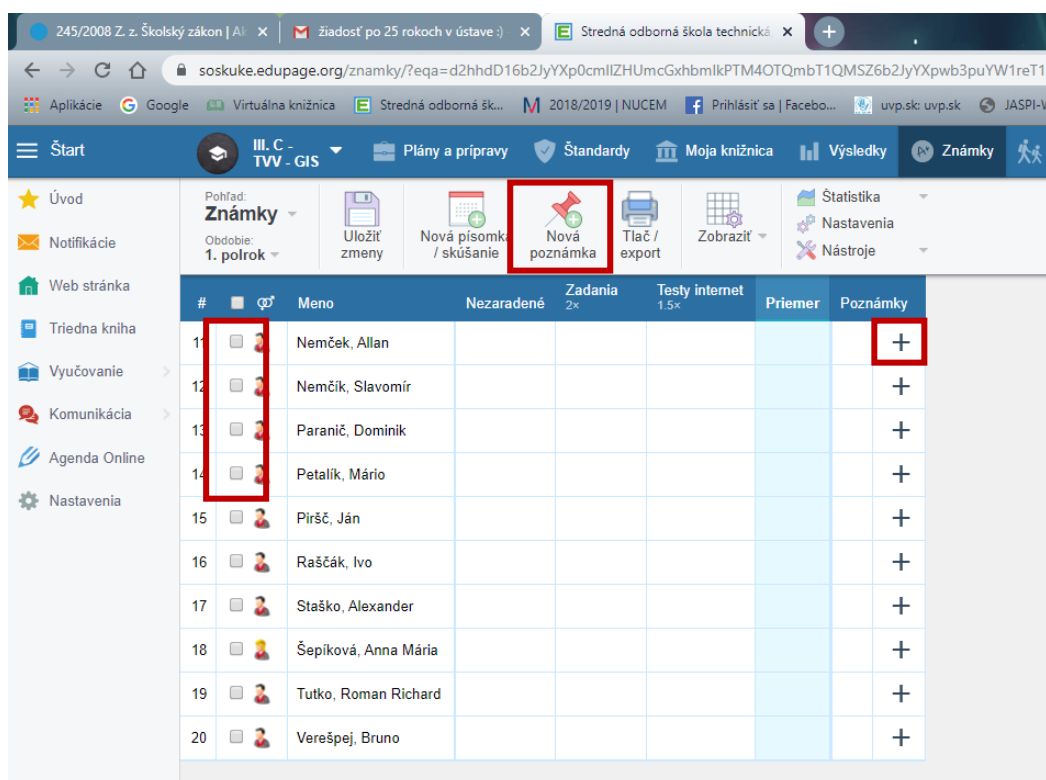 245/2008 Z. z. Školský zákon | Ak
žiadosť po 25 rokoch v ústave :) -
Stredná odborná škola technická
soskuke.edupage.org/znamky/?eqa=
Aplikácie Google Virtuálna knižnica Stredná odborná šk... 2018/2019 | NUCEM Prihlásiť sa | Facebo... uvp.sk: uvp.sk JASPI-
Štart
III. C -
TVV - GIS
Plány a prípravy Štandardy Moja knižnica Výsledky Známky
Úvod
Notifikácie
Web stránka
Triedna kniha
Vyučovanie
Komunikácia
Agenda Online
Nastavenia
Pohľad:
Známky
Obdobie:
1. polrok
Uložiť
zmeny
Nová písomka
/ skúšanie
Nová
poznámka
Tlač /
export
Zobraziť
Štatistika
Nastavenia
Nástroje
# Meno Nezaradené Zadania 2× Testy internet 1.5× Priemer Poznámky
11 Nemček, Allan +
12 Nemčík, Slavomír +
13 Paranič, Dominik +
14 Petalík, Mário +
15 Piršč, Ján +
16 Raščák, Ivo +
17 Staško, Alexander +
18 Šepíková, Anna Mária +
19 Tutko, Roman Richard +
20 Verešpej, Bruno +